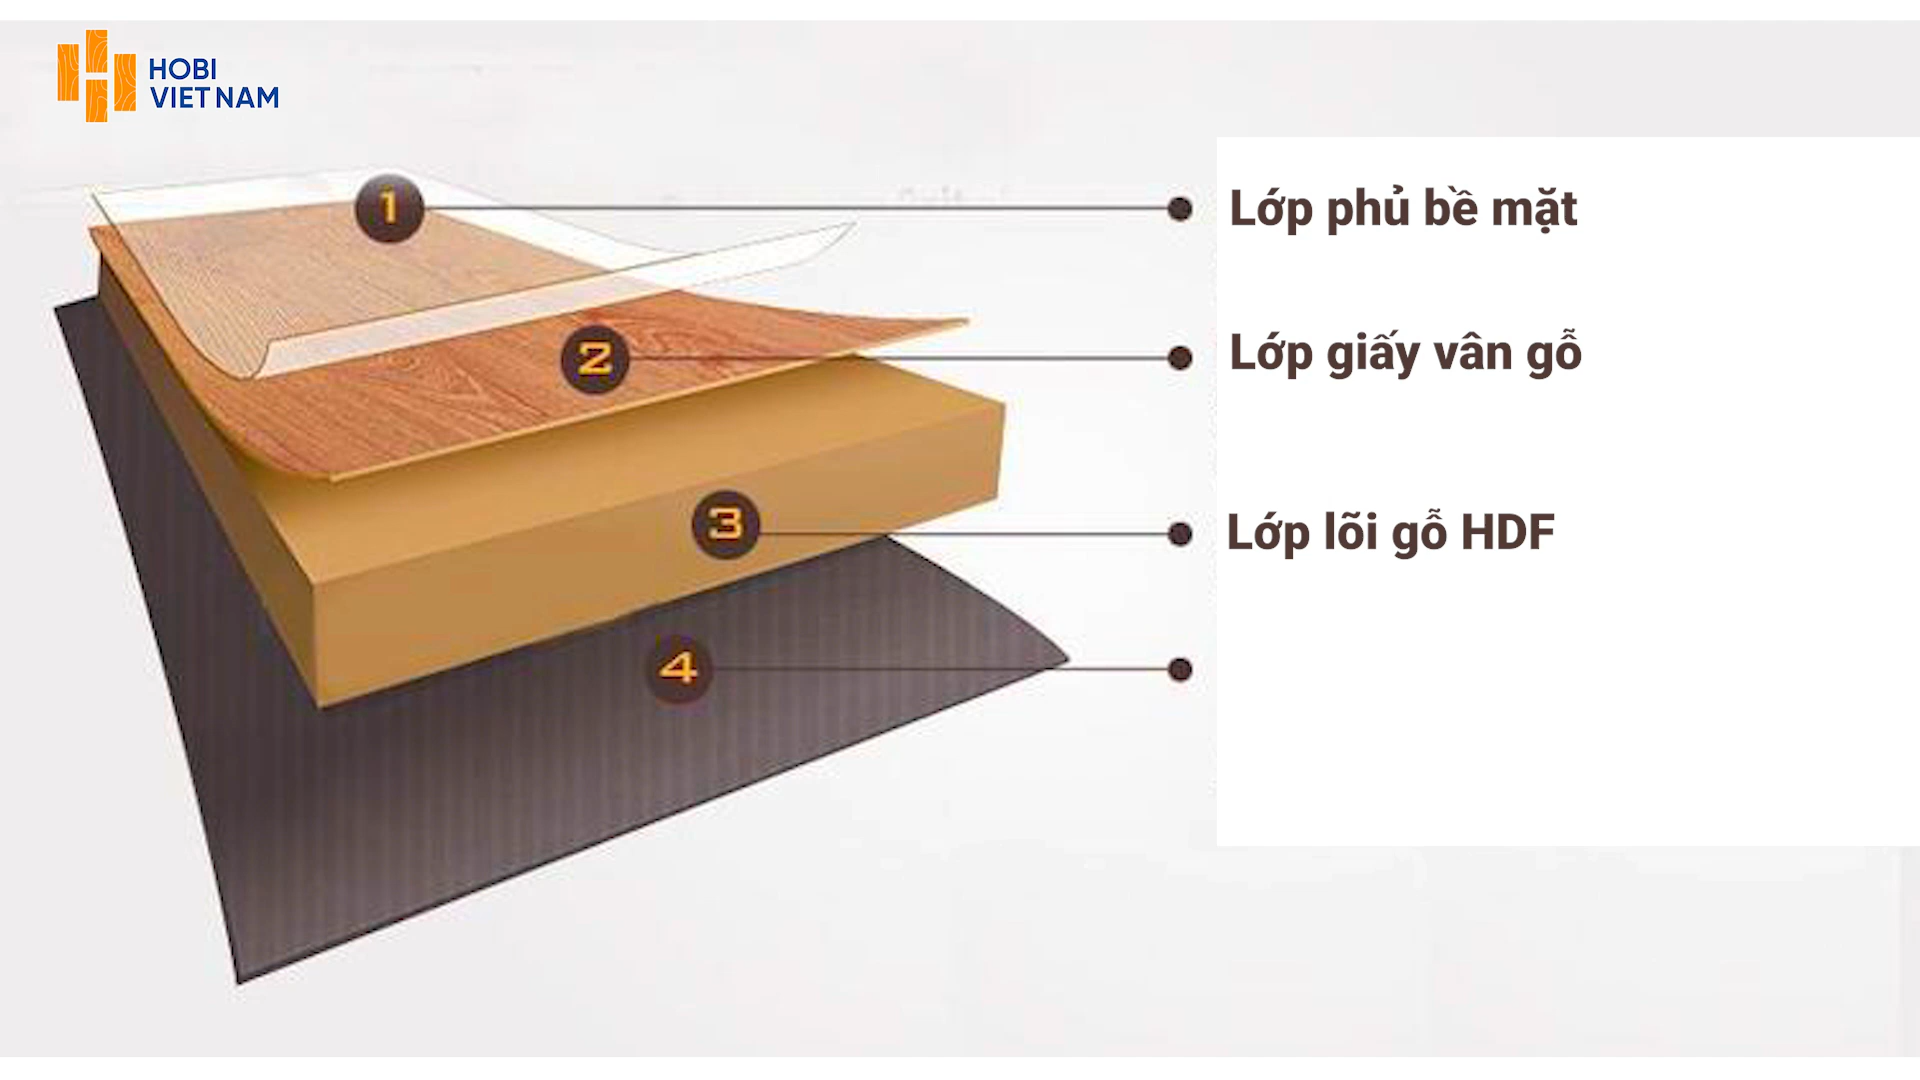 HOBI
VIETNAM
1
Lớp phủ bề mặt
2
Lớp giấy vân gỗ
3
Lớp lõi gỗ HDF
4